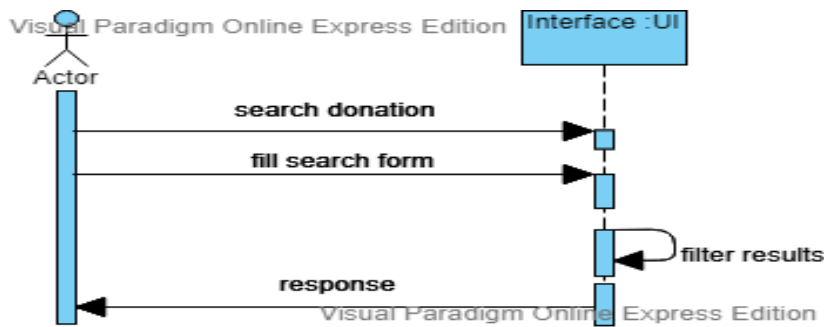 Visual Paradigm Online Express Edition
Interface :UI
Actor
search donation
fill search form
filter results
response
Visual Paradigm Online Express Edition